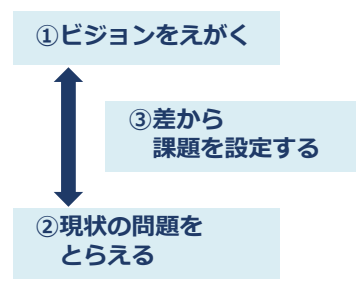 ①ビジョンをえがく
③差から
課題を設定する
②現状の問題を
とらえる